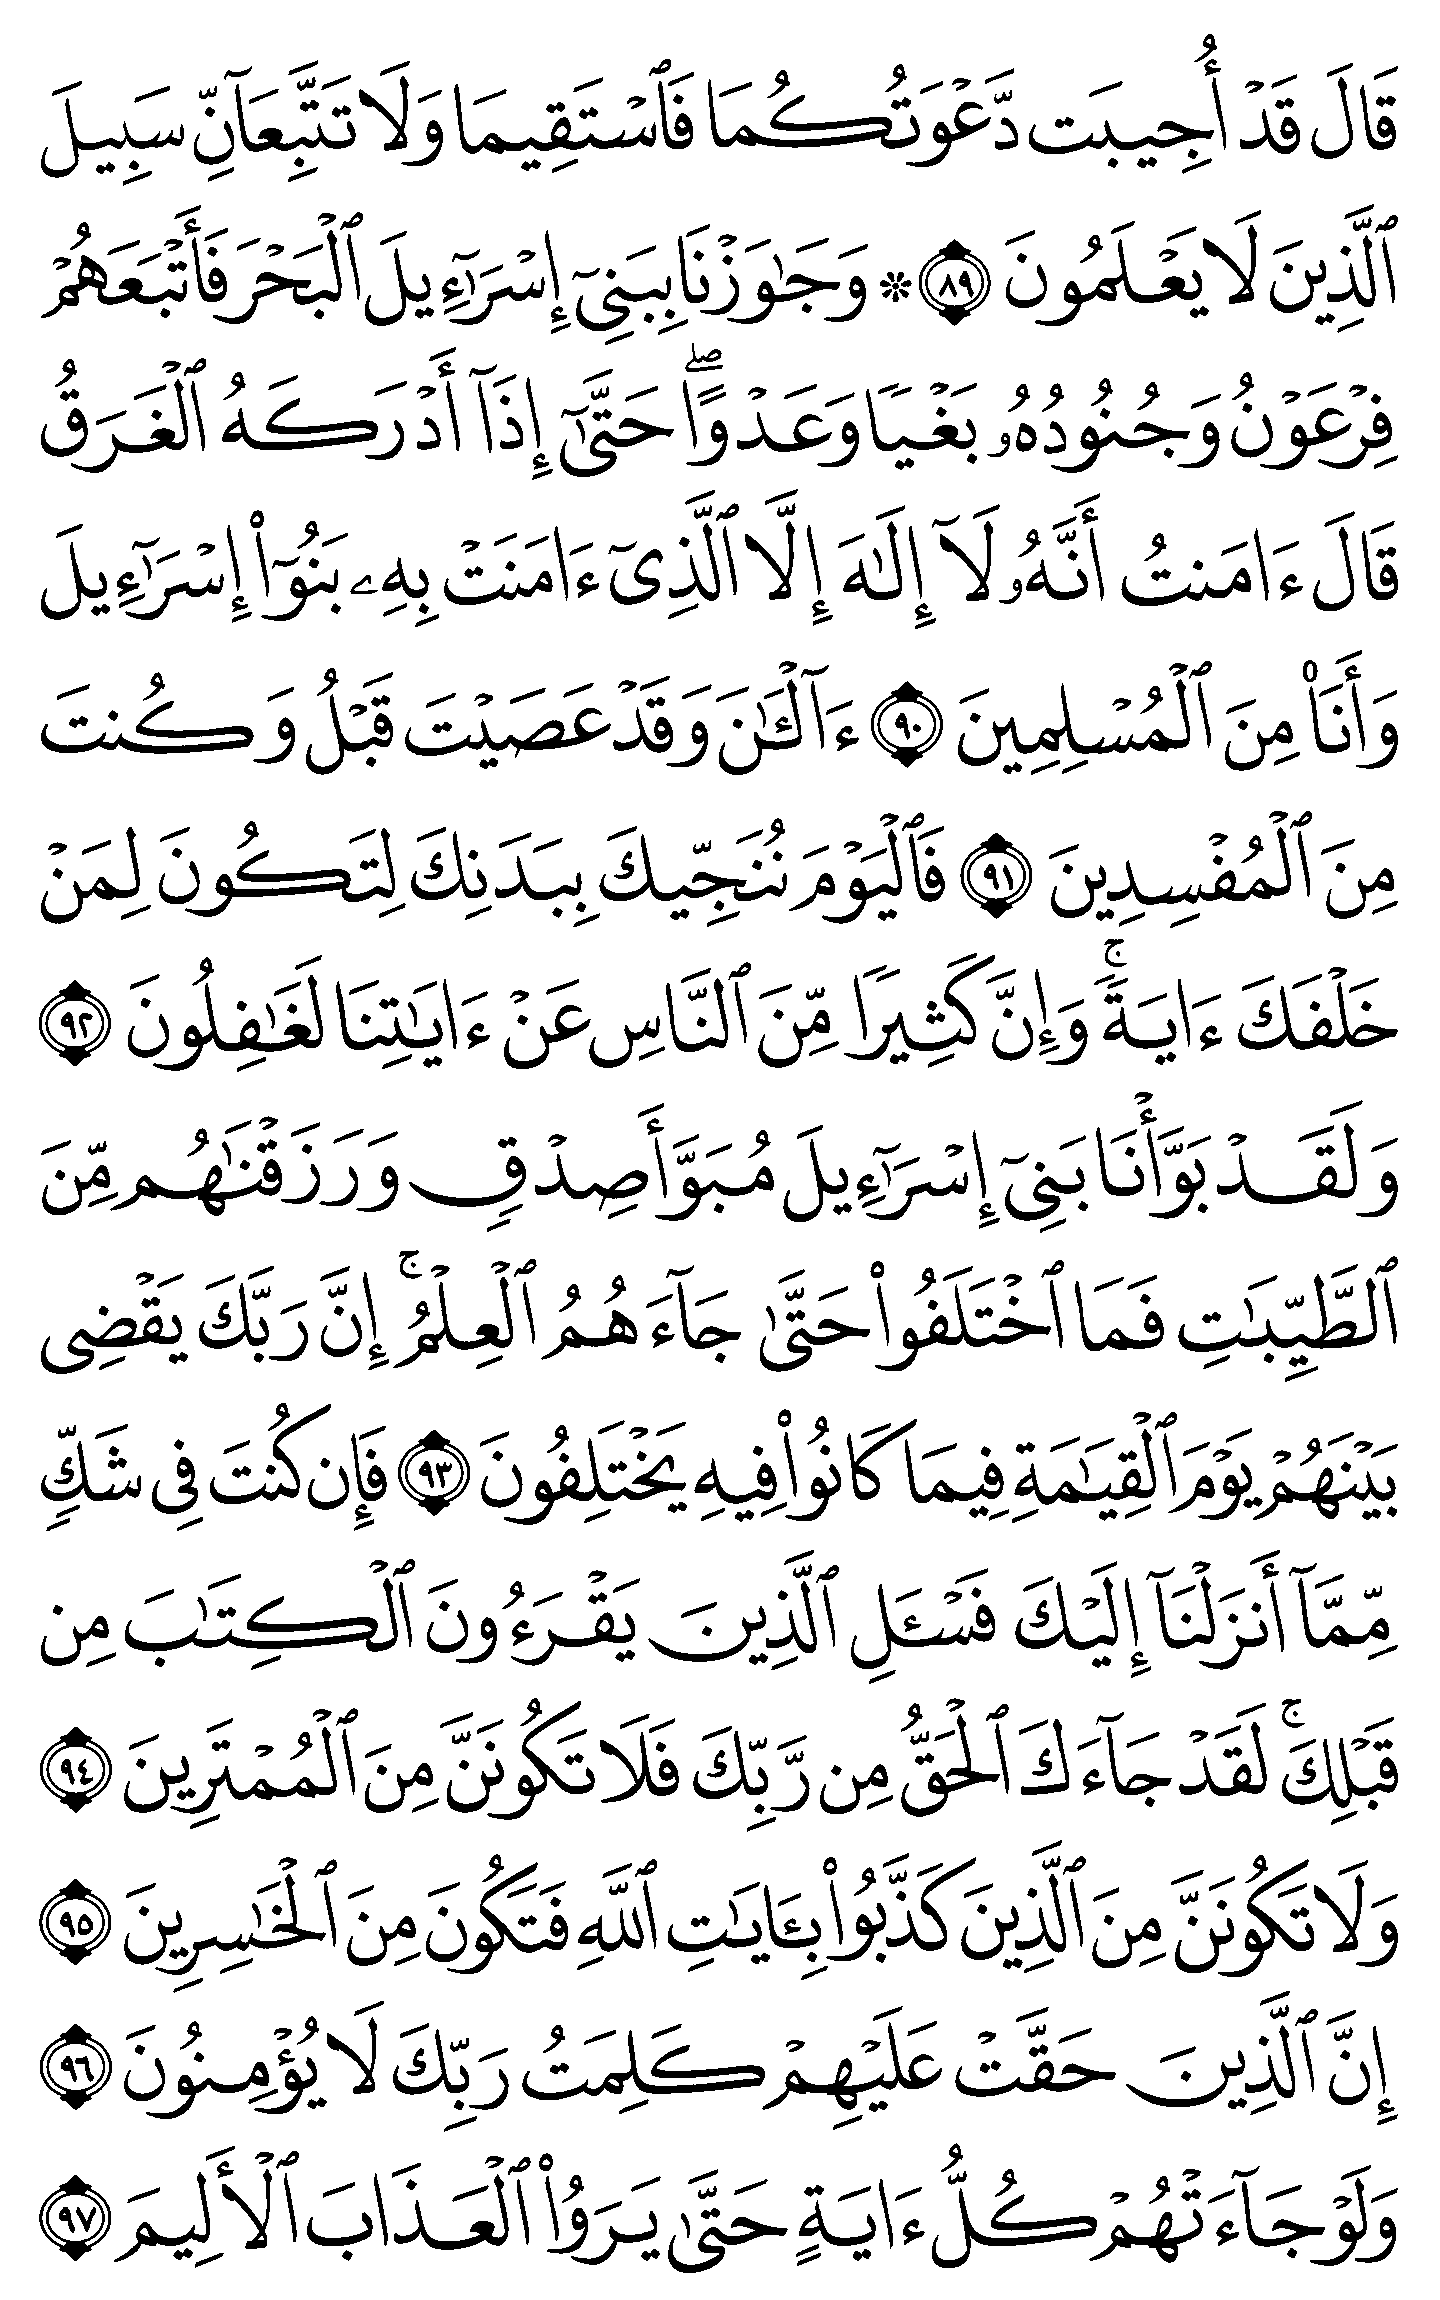 قَالَ قَدْ أُجِيبَت دَّعْوَتُكُمَا فَٱسْتَقِيمَا وَلَا تَتَّبِعَآنِّ سَبِيلَ
ٱلَّذِينَ لَا يَعْلَمُونَ ٨٩ ۞ وَجَٰوَزْنَا بِبَنِىٓ إِسْرَٰٓءِيلَ ٱلْبَحْرَ فَأَتْبَعَهُمْ
فِرْعَوْنُ وَجُنُودُهُۥ بَغْيًا وَعَدْوًا ۖ حَتَّىٰٓ إِذَآ أَدْرَكَهُ ٱلْغَرَقُ
قَالَ ءَامَنتُ أَنَّهُۥ لَآ إِلَٰهَ إِلَّا ٱلَّذِىٓ ءَامَنَتْ بِهِۦ بَنُوٓا۟ إِسْرَٰٓءِيلَ
وَأَنَا۠ مِنَ ٱلْمُسْلِمِينَ ٩٠ ءَآلْـَٰٔنَ وَقَدْ عَصَيْتَ قَبْلُ وَكُنتَ
مِنَ ٱلْمُفْسِدِينَ ٩١ فَٱلْيَوْمَ نُنَجِّيكَ بِبَدَنِكَ لِتَكُونَ لِمَنْ
خَلْفَكَ ءَايَةً ۚ وَإِنَّ كَثِيرًا مِّنَ ٱلنَّاسِ عَنْ ءَايَٰتِنَا لَغَٰفِلُونَ ٩٢
وَلَقَدْ بَوَّأْنَا بَنِىٓ إِسْرَٰٓءِيلَ مُبَوَّأَ صِدْقٍ وَرَزَقْنَٰهُم مِّنَ
ٱلطَّيِّبَٰتِ فَمَا ٱخْتَلَفُوا۟ حَتَّىٰ جَآءَهُمُ ٱلْعِلْمُ ۚ إِنَّ رَبَّكَ يَقْضِى
بَيْنَهُمْ يَوْمَ ٱلْقِيَٰمَةِ فِيمَا كَانُوا۟ فِيهِ يَخْتَلِفُونَ ٩٣ فَإِن كُنتَ فِى شَكٍّ
مِّمَّآ أَنزَلْنَآ إِلَيْكَ فَسْـَٔلِ ٱلَّذِينَ يَقْرَءُونَ ٱلْكِتَٰبَ مِن
قَبْلِكَ ۚ لَقَدْ جَآءَكَ ٱلْحَقُّ مِن رَّبِّكَ فَلَا تَكُونَنَّ مِنَ ٱلْمُمْتَرِينَ ٩٤
وَلَا تَكُونَنَّ مِنَ ٱلَّذِينَ كَذَّبُوا۟ بِـَٔايَٰتِ ٱللَّهِ فَتَكُونَ مِنَ ٱلْخَٰسِرِينَ ٩٥
إِنَّ ٱلَّذِينَ حَقَّتْ عَلَيْهِمْ كَلِمَتُ رَبِّكَ لَا يُؤْمِنُونَ ٩٦
وَلَوْ جَآءَتْهُمْ كُلُّ ءَايَةٍ حَتَّىٰ يَرَوُا۟ ٱلْعَذَابَ ٱلْأَلِيمَ ٩٧